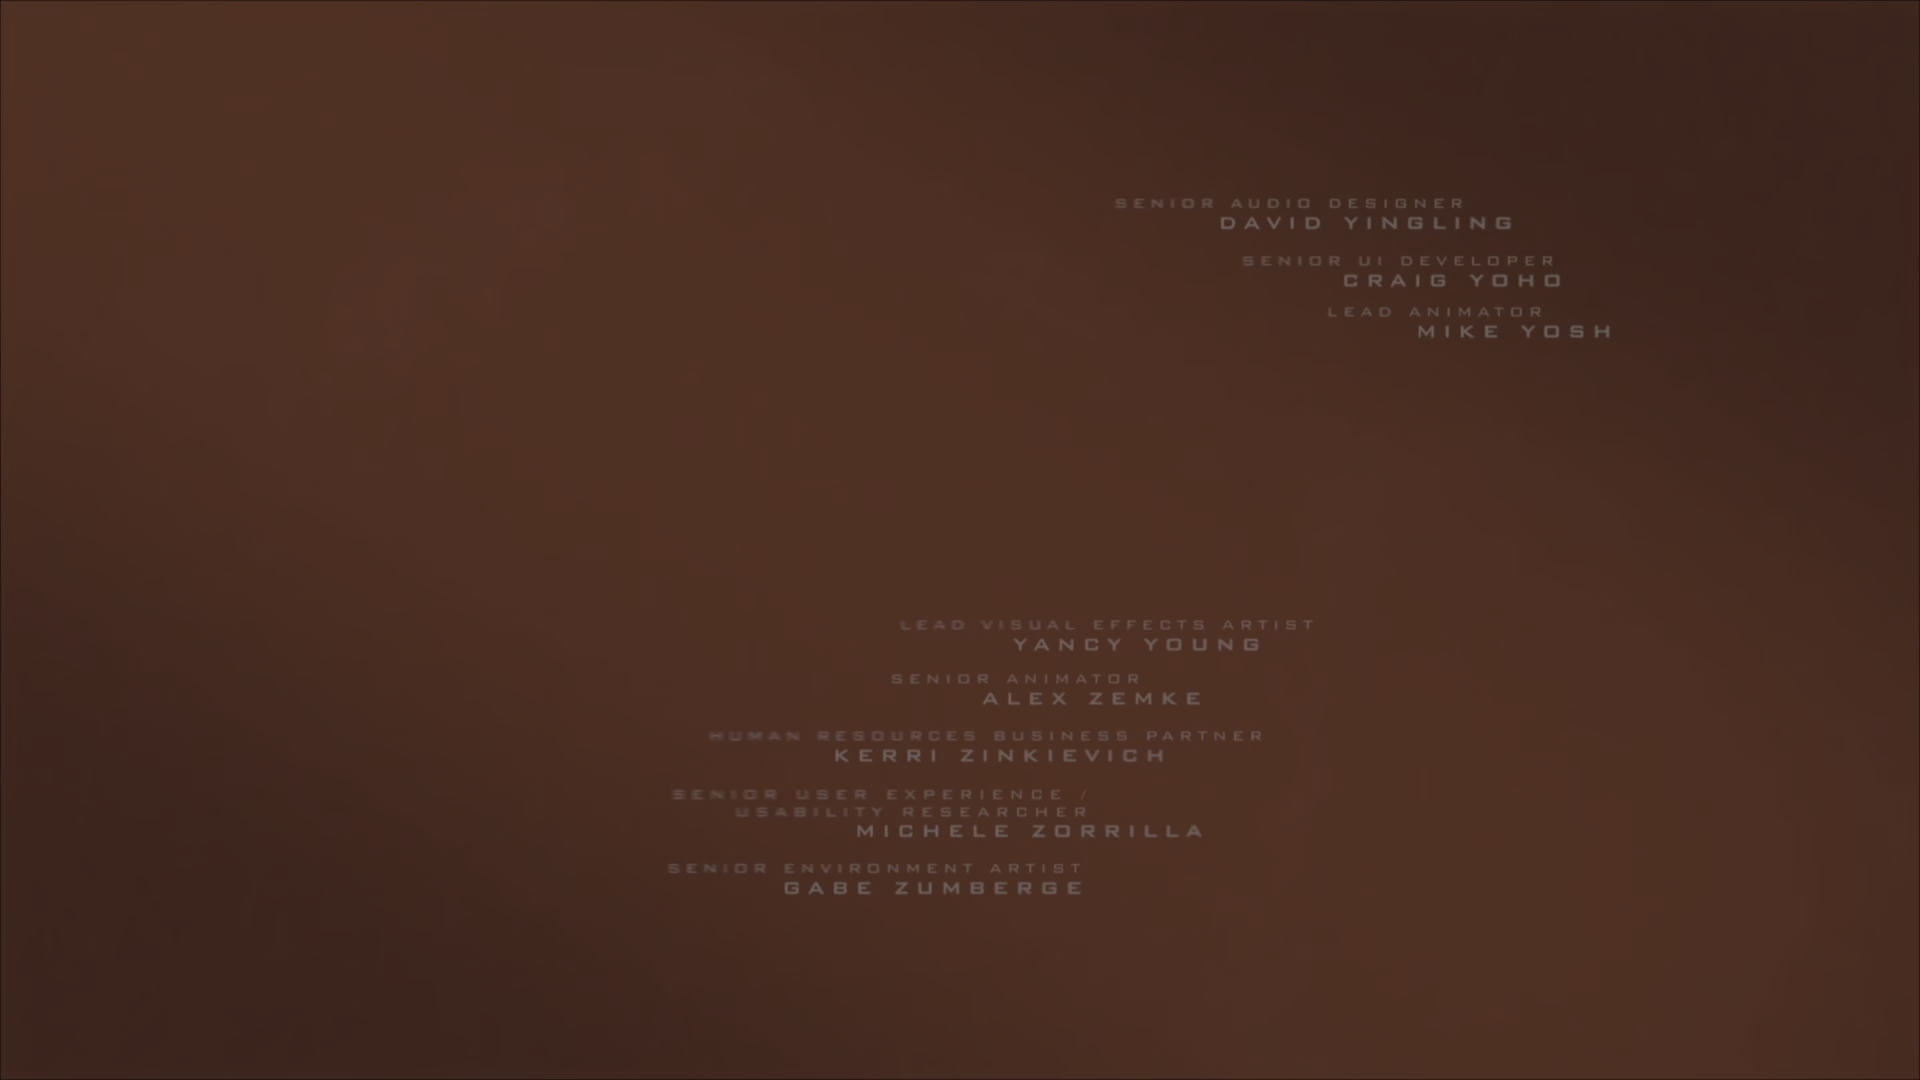 SENIOR AUDIO DESIGNER
DAVID YINGLING
SENIOR UI DEVELOPER
CRAIG YOHO
LEAD ANIMATOR
MIKE YOSH
LEAD VISUAL EFFECTS ARTIST
YANCY YOUNG
SENIOR ANIMATOR
ALEX ZEMKE
HUMAN RESOURCES BUSINESS PARTNER
KERRI ZINKIEVICH
SENIOR USER EXPERIENCE /
USABILITY RESEARCHER
MICHELE ZORRILLA
SENIOR ENVIRONMENT ARTIST
GABE ZUMBERGE